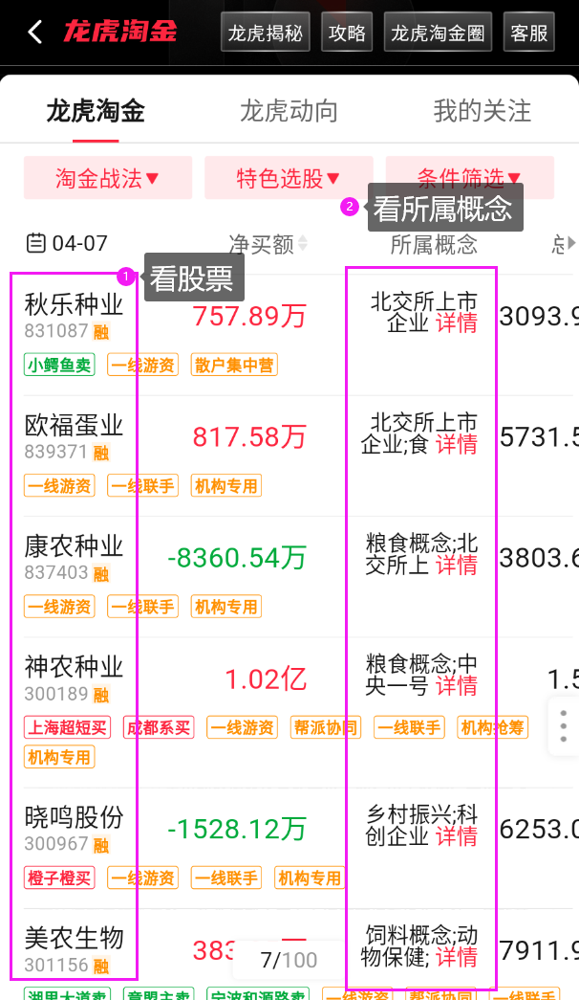 龙虎淘金 龙虎揭秘 攻略 龙虎淘金圈 客服
龙虎淘金 龙虎动向 我的关注
淘金战法▼ 特色选股▼ 条件筛选▼
2 看所属概念
04-07 净买额 所属概念
1 看股票
秋乐种业 757.89万 北交所上市
831087 融 企业 详情 3093.9
小鳄鱼卖 一线游资 散户集中营
欧福蛋业 817.58万 北交所上市
839371 融 企业;食 详情 5731.5
一线游资 一线联手 机构专用
康农种业 -8360.54万 粮食概念;北
837403 融 交所上 详情 3803.6
一线游资 一线联手 机构专用
神农种业 1.02亿 粮食概念;中
300189 融 央一号 详情 1.5
上海超短买 成都系买 一线游资 帮派协同 一线联手 机构抢筹
机构专用
晓鸣股份 -1528.12万 乡村振兴;科
300967 融 创企业 详情 6253.0
橙子橙买 一线游资 一线联手 机构专用
美农生物 383 饲料概念;动
301156 融 物保健; 详情 7911.9
7/100
一线游资 帮派协同 一线联手